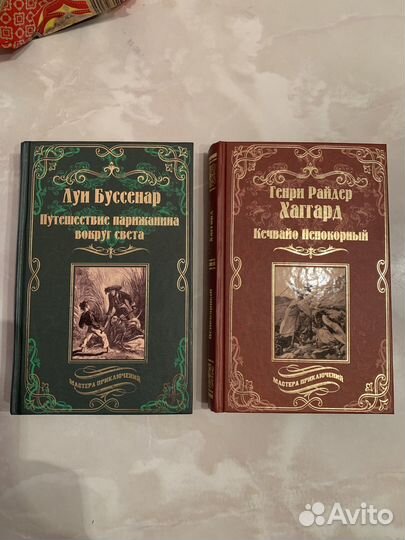 Луи Буссенар
Путешествие парижанина
вокруг света
МАСТЕРА ПРИКЛЮЧЕНИЙ
Генри Райдер
Хаггард
Кечвайо Непокорный
МАСТЕРА ПРИКЛЮЧЕНИЙ
Avito